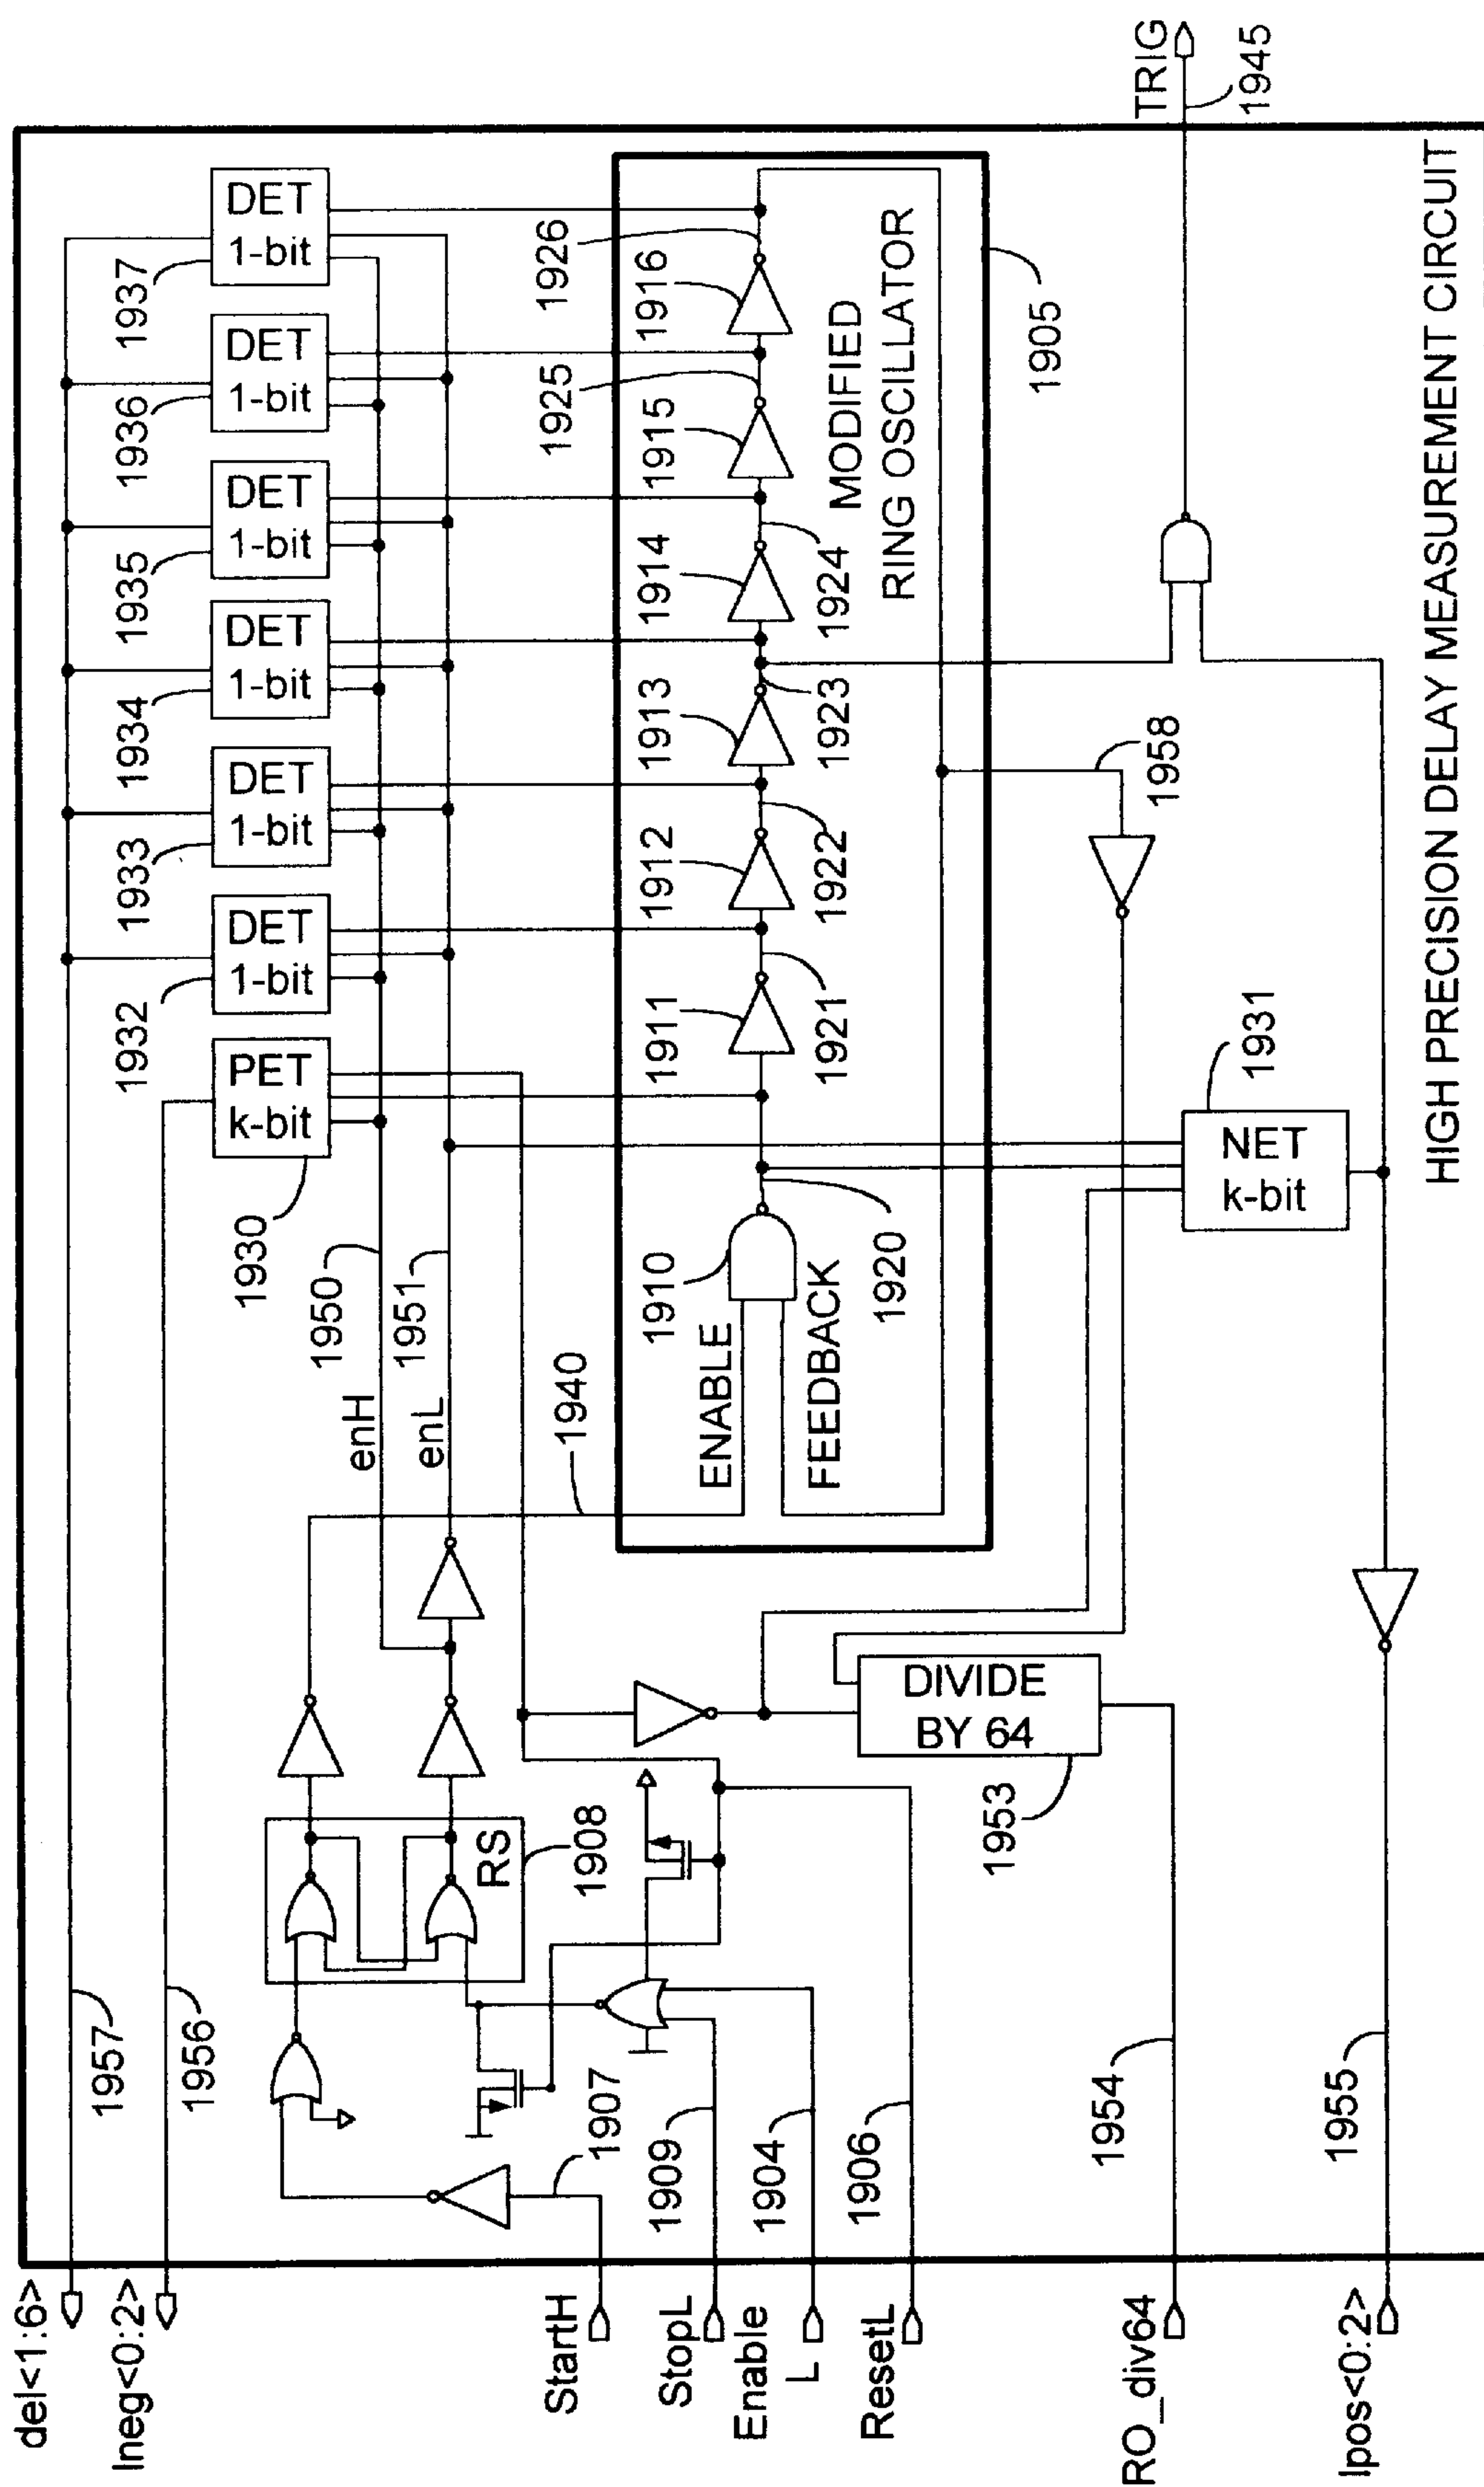 del<1:6>
Ineg<0:2>
StartH
StopL
Enable
L
ResetL
RO_div64
Ipos<0:2>
1957
1956
1907
1909
1904
1906
1954
1955
RS
1908
DIVIDE
BY 64
1953
enH
enL
1950
1951
1940
PET
k-bit
1930
DET
1-bit
1932
DET
1-bit
1933
DET
1-bit
1934
DET
1-bit
1935
DET
1-bit
1936
DET
1-bit
1937
ENABLE
FEEDBACK
1910
1920
1911
1921
1912
1922
1913
1923
1914
1924
1915
1925
1916
1926
MODIFIED
RING OSCILLATOR
1905
NET
k-bit
1931
1958
TRIG
1945
HIGH PRECISION DELAY MEASUREMENT CIRCUIT